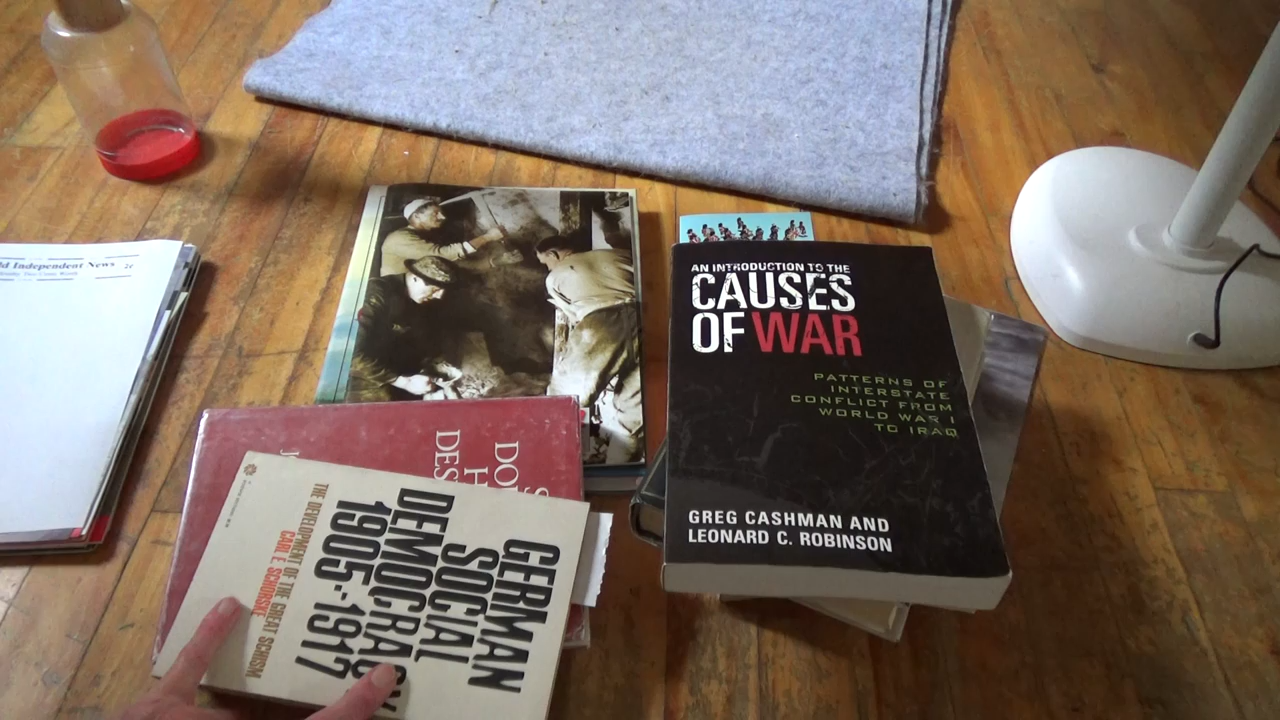 ld Independent News
AN INTRODUCTION TO THE
CAUSES
OF WAR
PATTERNS OF
INTERSTATE
CONFLICT FROM
WORLD WAR I
TO IRAQ
GREG CASHMAN AND
LEONARD C. ROBINSON
GERMAN
SOCIAL
DEMOCRACY
1905-1917
THE DEVELOPMENT OF THE GREAT SCHISM
CARL E. SCHORSKE